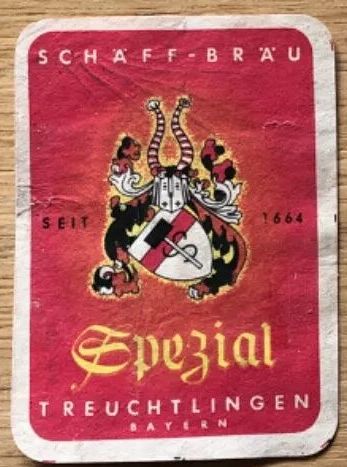 SCHÄFF-BRÄU
SEIT 1664
Spezial
TREUCHTLINGEN
BAYERN